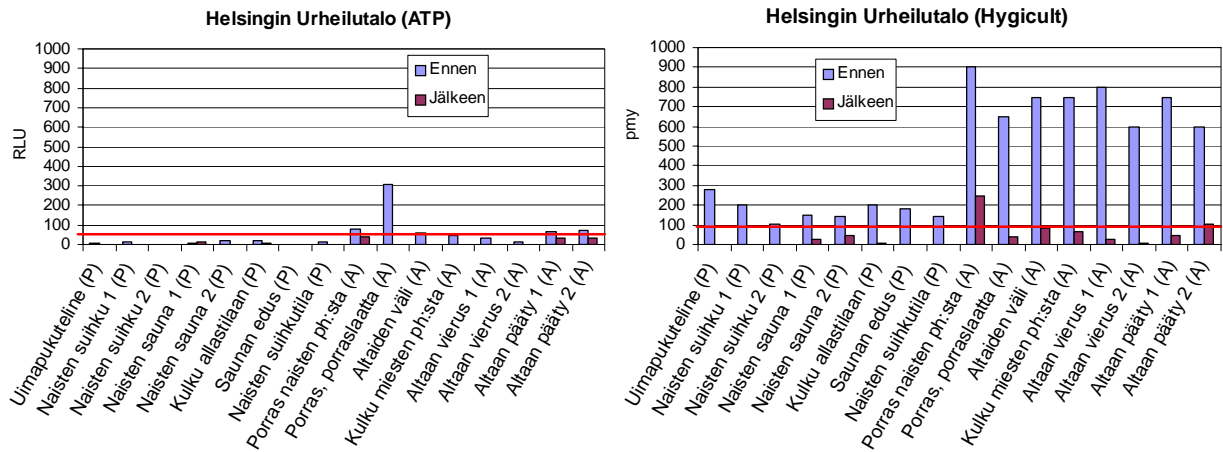 Helsingin Urheilutalo (ATP)
1000
900
800
700
600
500
400
300
200
100
0
RLU
Ennen
Jälkeen
Uimapukuteline (P)
Naisten suihku 1 (P)
Naisten suihku 2 (P)
Naisten sauna 1 (P)
Naisten sauna 2 (P)
Kulku allastilaan (P)
Saunan edus (P)
Naisten suihkutila (P)
Porras naisten ph:sta (A)
Porras, porraslaatta (A)
Altaiden väli (A)
Kulku miesten ph:sta (A)
Altaan vierus 1 (A)
Altaan vierus 2 (A)
Altaan pääty 1 (A)
Altaan pääty 2 (A)
Helsingin Urheilutalo (Hygicult)
1000
900
800
700
600
500
400
300
200
100
0
pmy
Ennen
Jälkeen
Uimapukuteline (P)
Naisten suihku 1 (P)
Naisten suihku 2 (P)
Naisten sauna 1 (P)
Naisten sauna 2 (P)
Kulku allastilaan (P)
Saunan edus (P)
Naisten suihkutila (P)
Porras naisten ph:sta (A)
Porras, porraslaatta (A)
Altaiden väli (A)
Kulku miesten ph:sta (A)
Altaan vierus 1 (A)
Altaan vierus 2 (A)
Altaan pääty 1 (A)
Altaan pääty 2 (A)